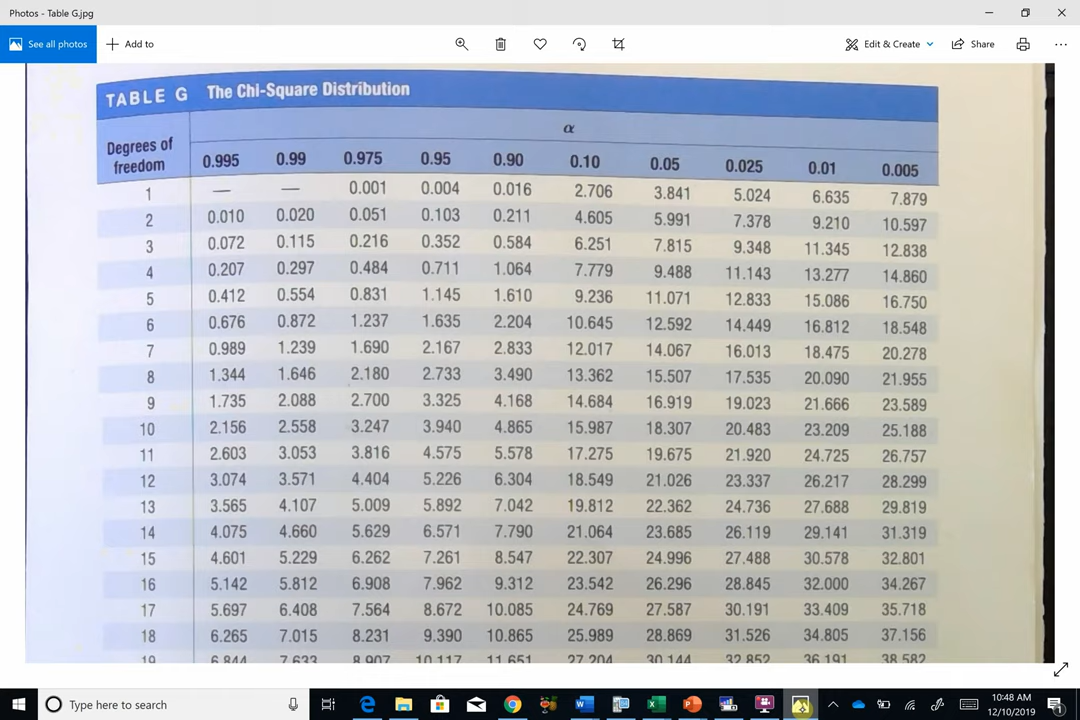 Photos - Table G.jpg
See all photos
Add to
Edit & Create
Share
TABLE G The Chi-Square Distribution
Degrees of freedom
α
0.995 0.99 0.975 0.95 0.90 0.10 0.05 0.025 0.01 0.005
1 — — 0.001 0.004 0.016 2.706 3.841 5.024 6.635 7.879
2 0.010 0.020 0.051 0.103 0.211 4.605 5.991 7.378 9.210 10.597
3 0.072 0.115 0.216 0.352 0.584 6.251 7.815 9.348 11.345 12.838
4 0.207 0.297 0.484 0.711 1.064 7.779 9.488 11.143 13.277 14.860
5 0.412 0.554 0.831 1.145 1.610 9.236 11.071 12.833 15.086 16.750
6 0.676 0.872 1.237 1.635 2.204 10.645 12.592 14.449 16.812 18.548
7 0.989 1.239 1.690 2.167 2.833 12.017 14.067 16.013 18.475 20.278
8 1.344 1.646 2.180 2.733 3.490 13.362 15.507 17.535 20.090 21.955
9 1.735 2.088 2.700 3.325 4.168 14.684 16.919 19.023 21.666 23.589
10 2.156 2.558 3.247 3.940 4.865 15.987 18.307 20.483 23.209 25.188
11 2.603 3.053 3.816 4.575 5.578 17.275 19.675 21.920 24.725 26.757
12 3.074 3.571 4.404 5.226 6.304 18.549 21.026 23.337 26.217 28.299
13 3.565 4.107 5.009 5.892 7.042 19.812 22.362 24.736 27.688 29.819
14 4.075 4.660 5.629 6.571 7.790 21.064 23.685 26.119 29.141 31.319
15 4.601 5.229 6.262 7.261 8.547 22.307 24.996 27.488 30.578 32.801
16 5.142 5.812 6.908 7.962 9.312 23.542 26.296 28.845 32.000 34.267
17 5.697 6.408 7.564 8.672 10.085 24.769 27.587 30.191 33.409 35.718
18 6.265 7.015 8.231 9.390 10.865 25.989 28.869 31.526 34.805 37.156
19 6.844 7.633 8.907 10.117 11.651 27.204 30.144 32.852 36.191 38.582
Type here to search
10:48 AM
12/10/2019